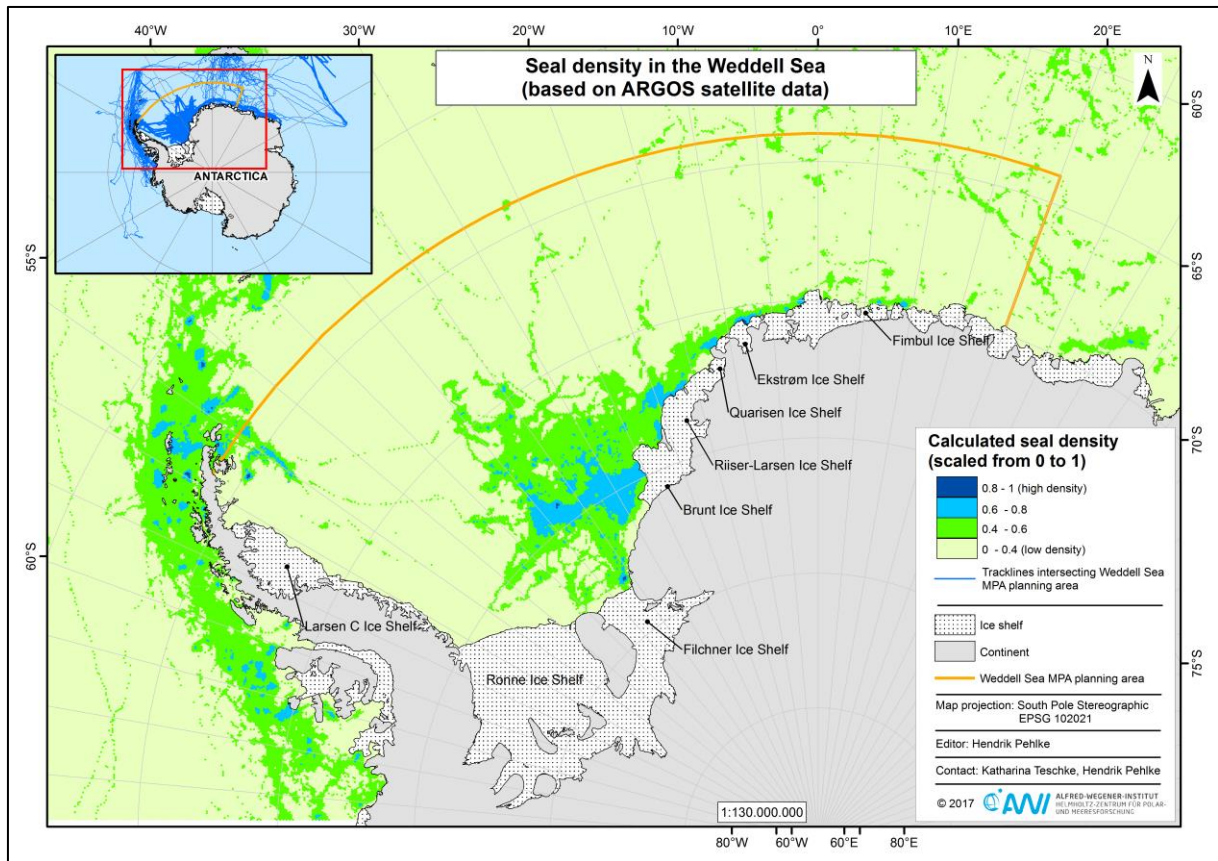 40°W
30°W
20°W
10°W
0°
10°E
20°E
Seal density in the Weddell Sea
(based on ARGOS satellite data)
N
ANTARCTICA
60°S
55°S
65°S
Fimbul Ice Shelf
Ekstrøm Ice Shelf
Quarisen Ice Shelf
Riiser-Larsen Ice Shelf
Brunt Ice Shelf
70°S
60°S
Larsen C Ice Shelf
Filchner Ice Shelf
Ronne Ice Shelf
75°S
Calculated seal density
(scaled from 0 to 1)
0.8 - 1 (high density)
0.6 - 0.8
0.4 - 0.6
0 - 0.4 (low density)
Tracklines intersecting Weddell Sea
MPA planning area
Ice shelf
Continent
Weddell Sea MPA planning area
Map projection: South Pole Stereographic
EPSG 102021
Editor: Hendrik Pehlke
Contact: Katharina Teschke, Hendrik Pehlke
© 2017
AWI
ALFRED-WEGENER-INSTITUT
HELMHOLTZ-ZENTRUM FÜR POLAR-
UND MEERESFORSCHUNG
1:130.000.000
80°W
60°W
60°E
80°E